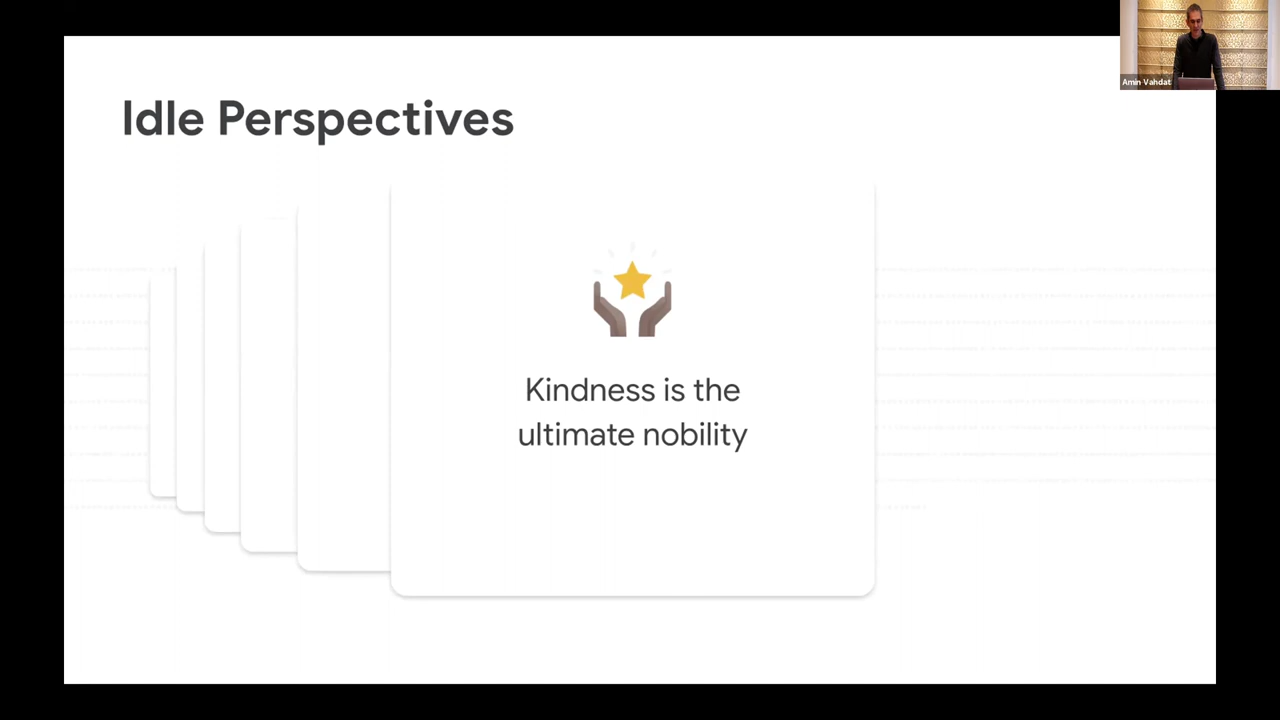 Idle Perspectives
Kindness is the
ultimate nobility
Amin Vahdat